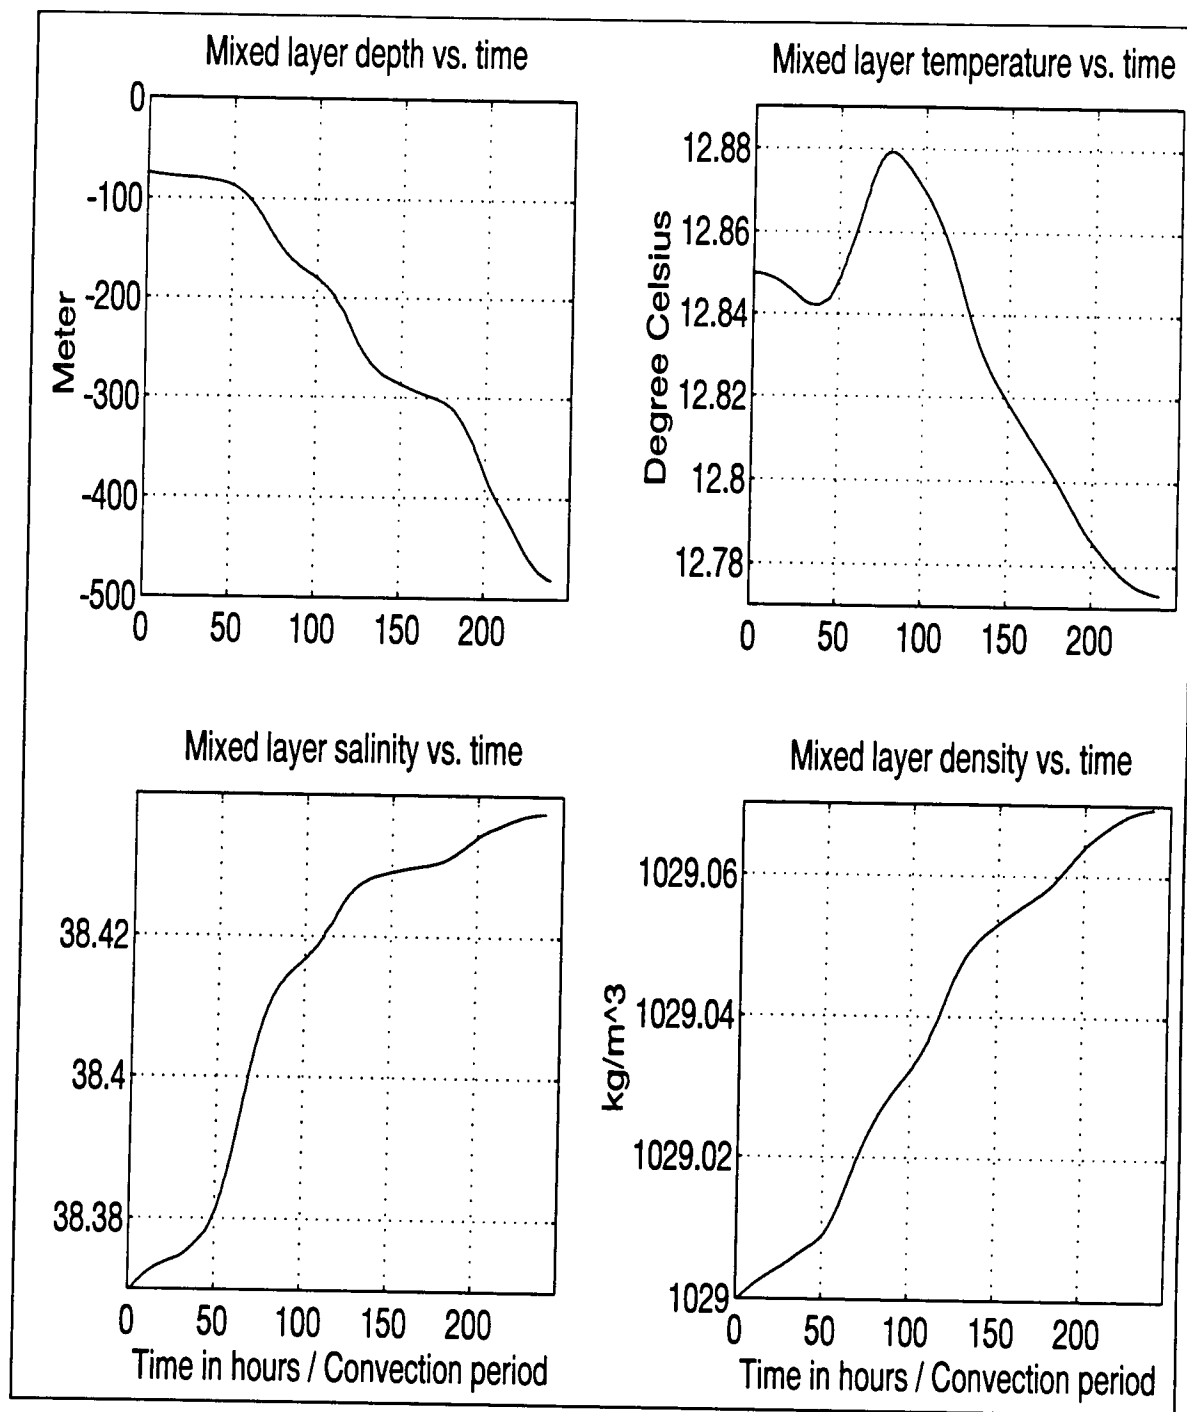 Mixed layer depth vs. time
0
-100
-200
-300
-400
-500
Meter
0 50 100 150 200
Mixed layer temperature vs. time
12.88
12.86
12.84
12.82
12.8
12.78
Degree Celsius
0 50 100 150 200
Mixed layer salinity vs. time
38.42
38.4
38.38
0 50 100 150 200
Time in hours / Convection period
Mixed layer density vs. time
1029.06
1029.04
1029.02
1029
kg/m^3
0 50 100 150 200
Time in hours / Convection period